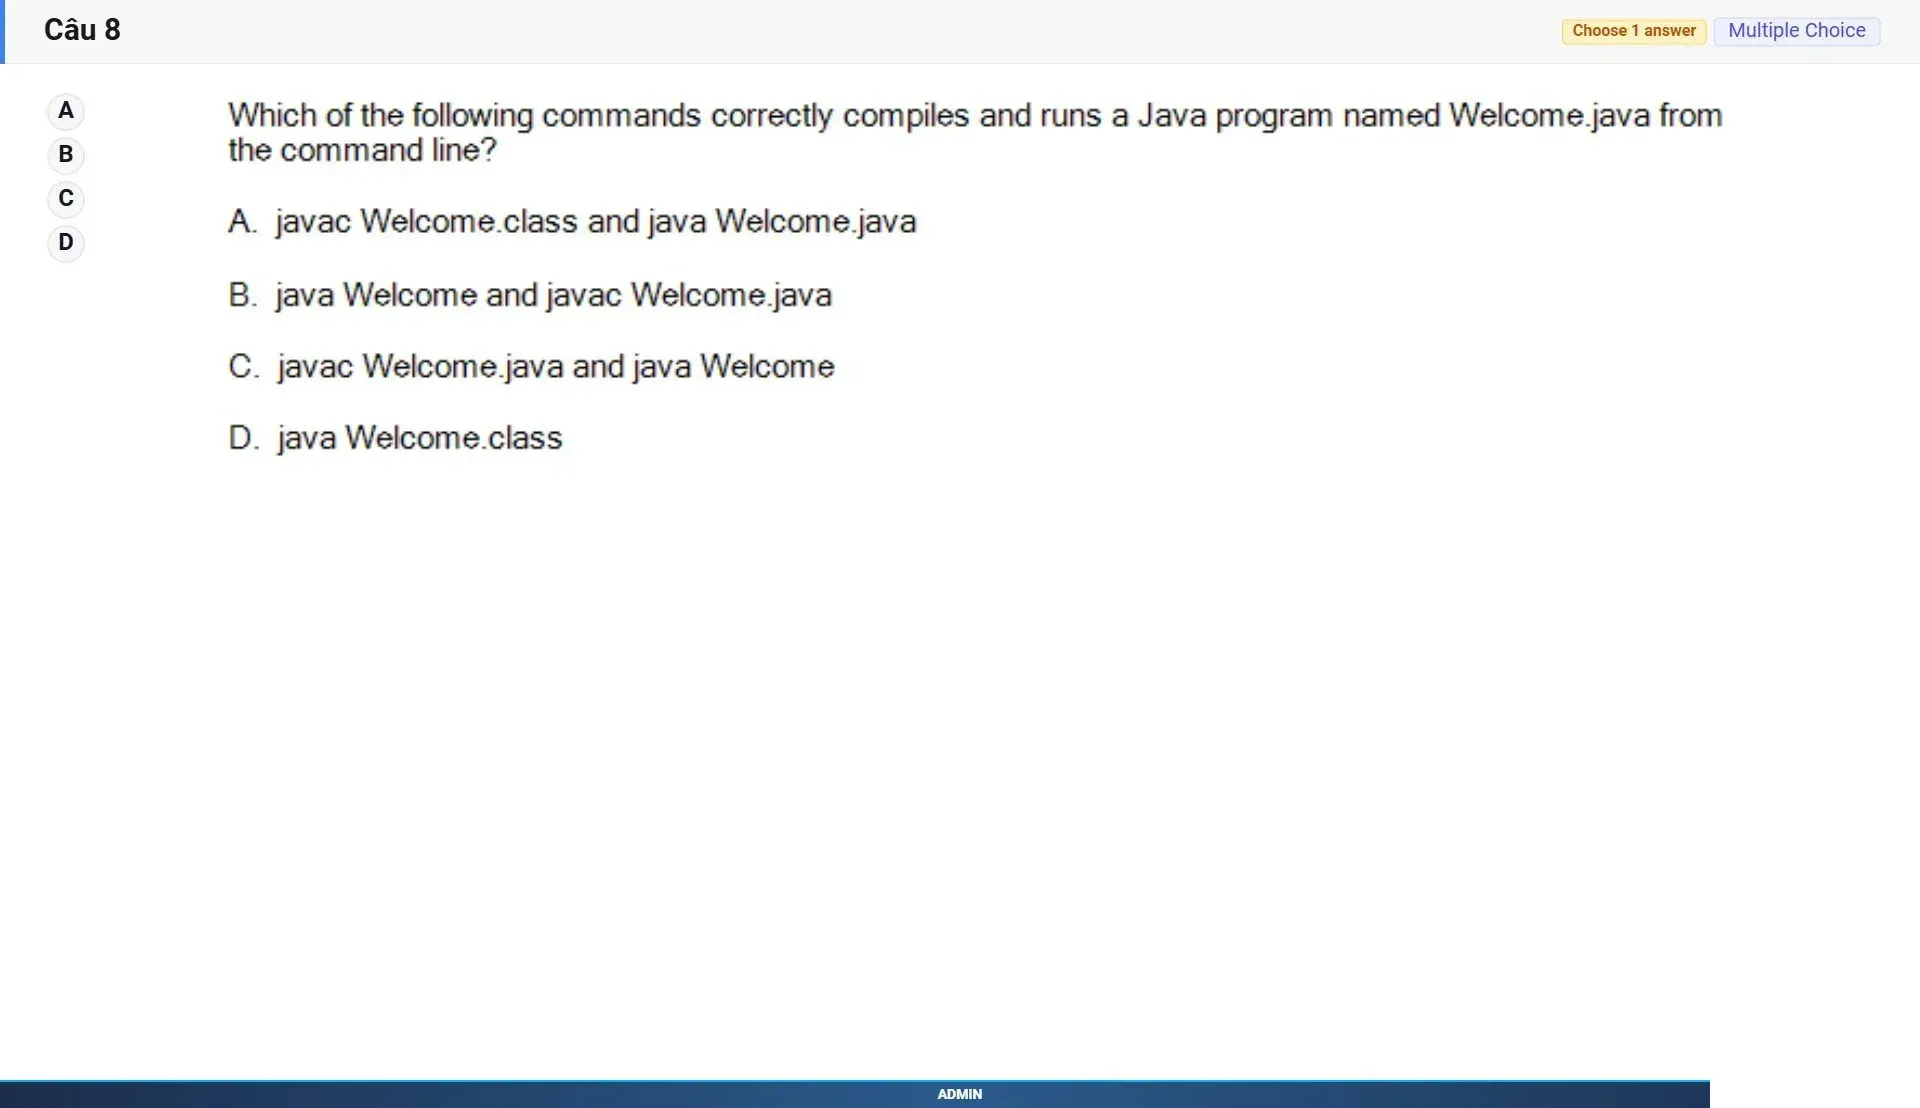 Câu 8
Choose 1 answer
Multiple Choice
A
B
C
D
Which of the following commands correctly compiles and runs a Java program named Welcome.java from
the command line?
A. javac Welcome.class and java Welcome.java
B. java Welcome and javac Welcome.java
C. javac Welcome.java and java Welcome
D. java Welcome.class
ADMIN